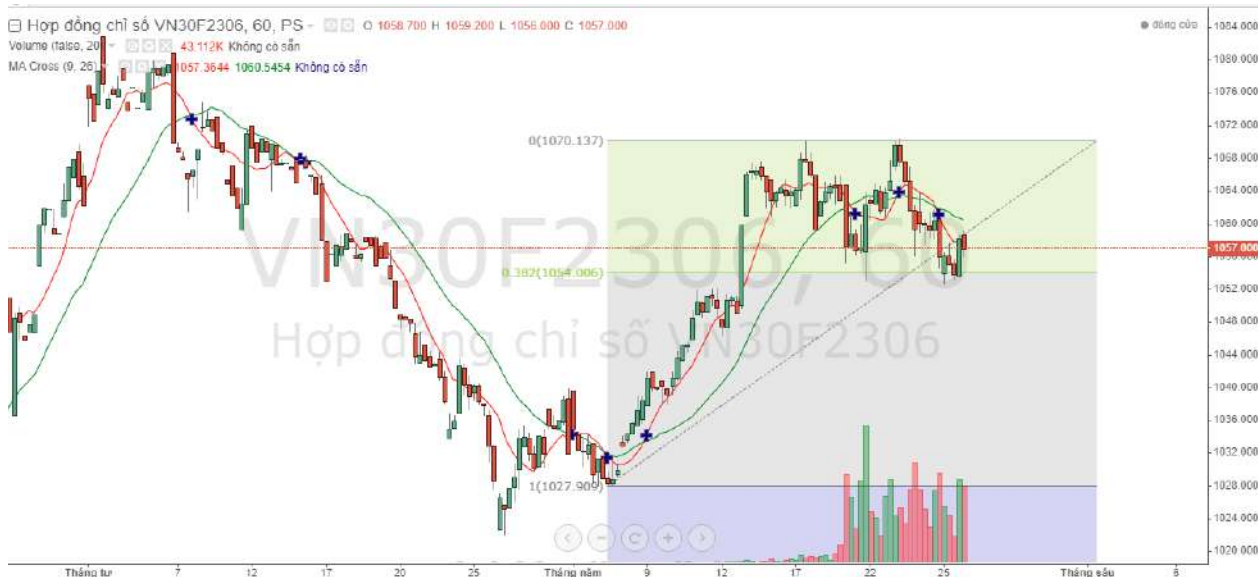 Hợp đồng chỉ số VN30F2306, 60, PS O 1058.700 H 1059.200 L 1056.000 C 1057.000
đóng cửa
Volume (false, 20) 43.112K Không có sẵn
MA Cross (9, 26) 1057.3644 1060.5454 Không có sẵn
VN30F2306, 60
Hợp đồng chỉ số VN30F2306
0(1070.137)
0.382(1054.006)
1(1027.909)
1084.000
1080.000
1076.000
1072.000
1068.000
1064.000
1060.000
1057.000
1052.000
1048.000
1044.000
1040.000
1036.000
1032.000
1028.000
1024.000
1020.000
Tháng tư 7 12 17 20 25 Tháng năm 9 12 17 22 25 Tháng sáu 6